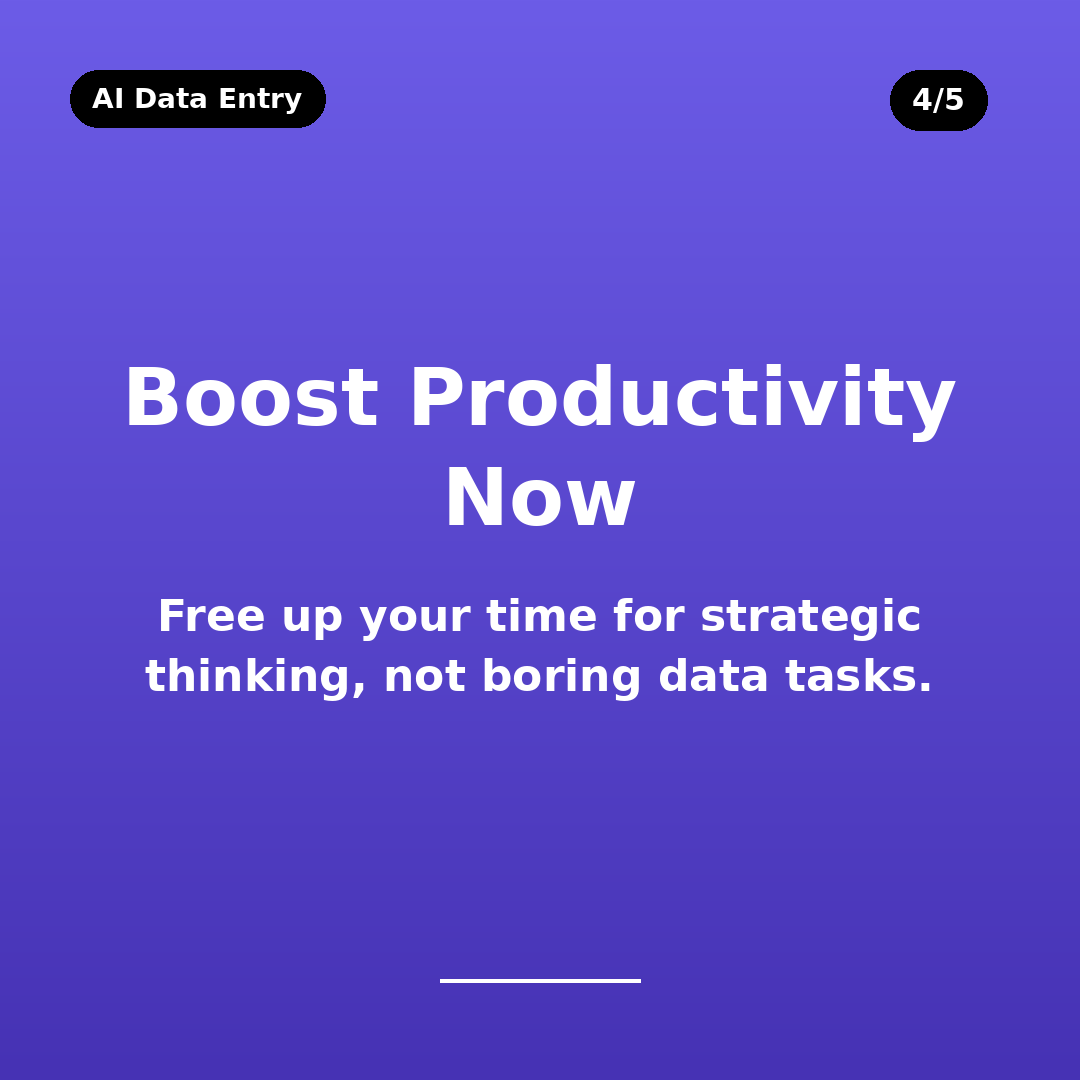 AI Data Entry
4/5
Boost Productivity
Now
Free up your time for strategic
thinking, not boring data tasks.